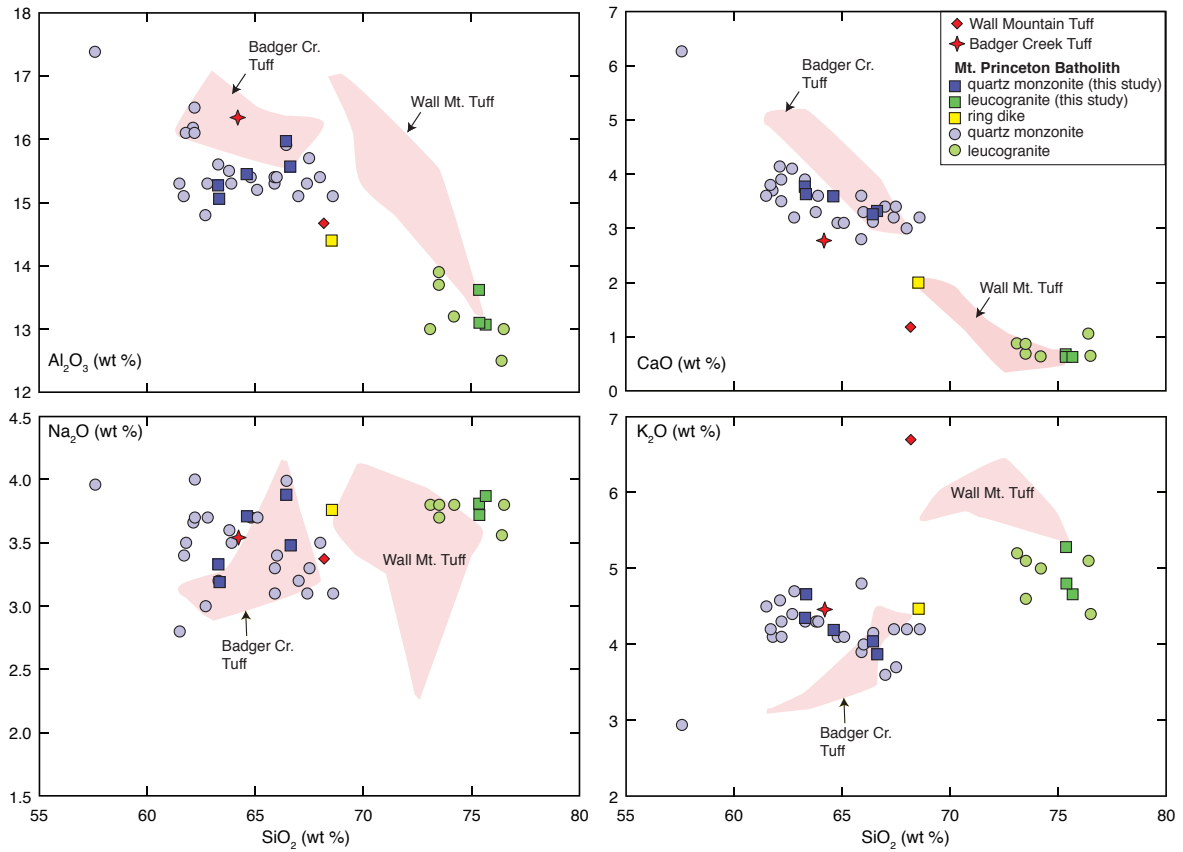 18
17
16
15
14
13
12
Badger Cr.
Tuff
Wall Mt. Tuff
Al2O3 (wt %)
7
6
5
4
3
2
1
0
Badger Cr.
Tuff
Wall Mt. Tuff
CaO (wt %)
Wall Mountain Tuff
Badger Creek Tuff
Mt. Princeton Batholith
quartz monzonite (this study)
leucogranite (this study)
ring dike
quartz monzonite
leucogranite
4.5
4.0
3.5
3.0
2.5
2.0
1.5
Na2O (wt %)
Wall Mt. Tuff
Badger Cr.
Tuff
55 60 65 70 75 80
SiO2 (wt %)
7
6
5
4
3
2
K2O (wt %)
Wall Mt. Tuff
Badger Cr.
Tuff
55 60 65 70 75 80
SiO2 (wt %)